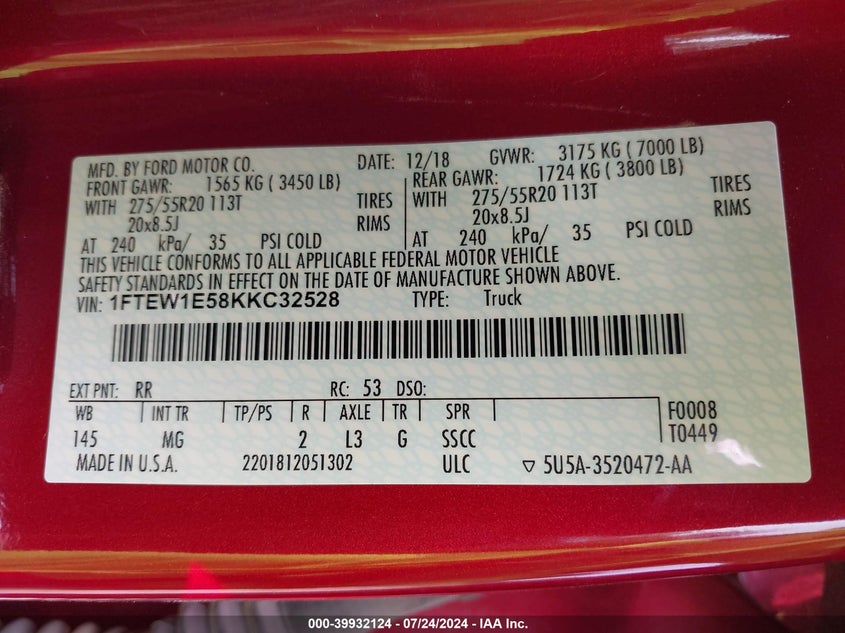 MFD. BY FORD MOTOR CO. DATE: 12/18 GVWR: 3175 KG ( 7000 LB)
FRONT GAWR: 1565 KG ( 3450 LB) REAR GAWR: 1724 KG ( 3800 LB)
WITH 275/55R20 113T TIRES WITH 275/55R20 113T TIRES
20x8.5J RIMS 20x8.5J RIMS
AT 240 kPa/ 35 PSI COLD AT 240 kPa/ 35 PSI COLD
THIS VEHICLE CONFORMS TO ALL APPLICABLE FEDERAL MOTOR VEHICLE
SAFETY STANDARDS IN EFFECT ON THE DATE OF MANUFACTURE SHOWN ABOVE.
VIN: 1FTEW1E58KKC32528 TYPE: Truck
EXT PNT: RR RC: 53 DSO:
WB INT TR TP/PS R AXLE TR SPR F0008
145 MG 2 L3 G SSCC T0449
MADE IN U.S.A. 2201812051302 ULC ▽ 5U5A-3520472-AA
000-39932124 - 07/24/2024 - IAA Inc.